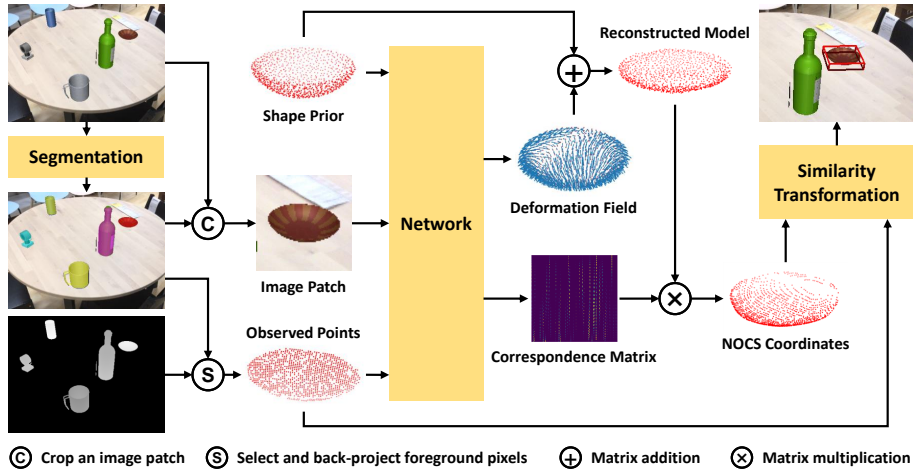 Segmentation
Shape Prior
Image Patch
Observed Points
Network
Reconstructed Model
Deformation Field
Correspondence Matrix
NOCS Coordinates
Similarity
Transformation
C
S
+
×
C Crop an image patch
S Select and back-project foreground pixels
+ Matrix addition
× Matrix multiplication